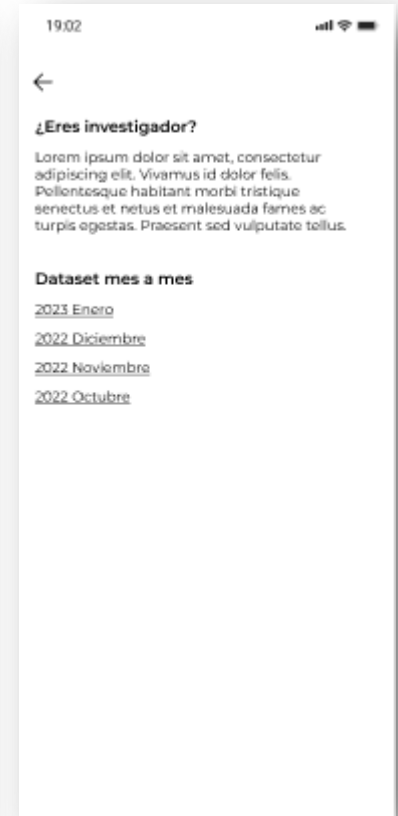 19:02
¿Eres investigador?
Lorem ipsum dolor sit amet, consectetur
adipiscing elit. Vivamus id dolor felis.
Pellentesque habitant morbi tristique
senectus et netus et malesuada fames ac
turpis egestas. Praesent sed vulputate tellus.
Dataset mes a mes
2023 Enero
2022 Diciembre
2022 Noviembre
2022 Octubre